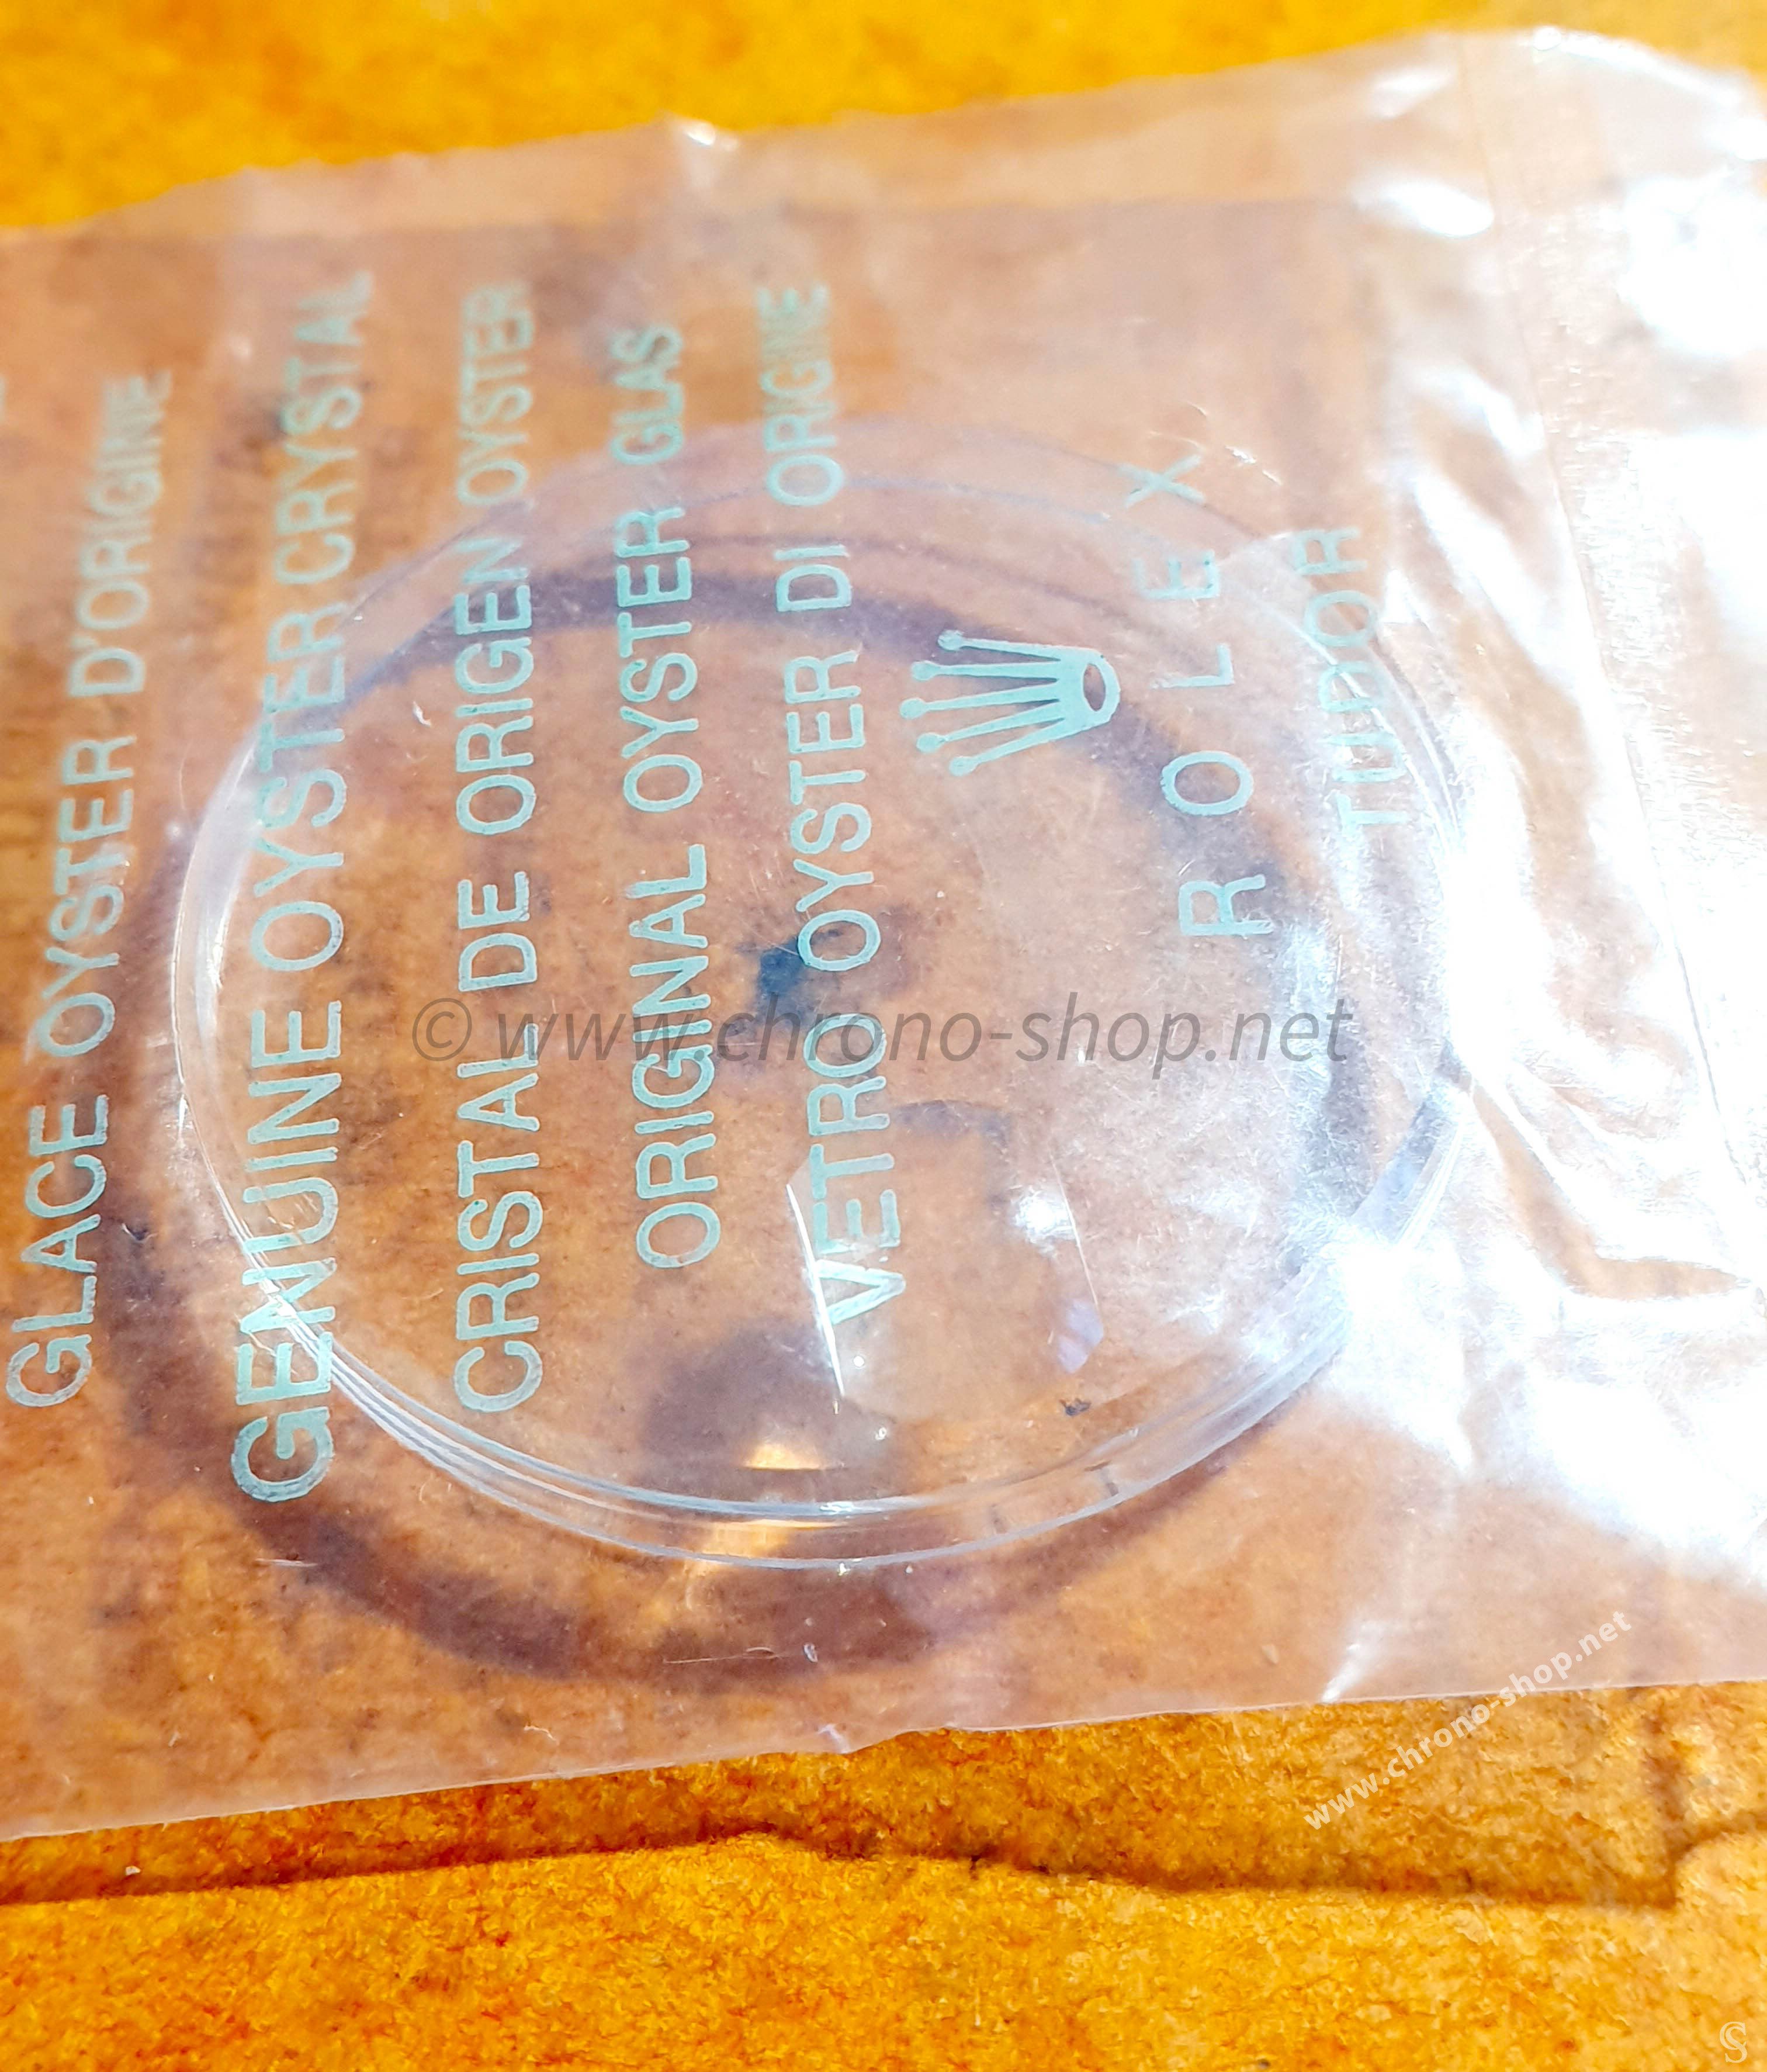 GLACE OYSTER D'ORIGINE
GENUINE OYSTER CRYSTAL
CRISTAL DE ORIGEN OYSTER
ORIGINAL OYSTER GLAS
VETRO OYSTER DI ORIGINE
ROLEX
TUDOR
© www.chrono-shop.net
www.chrono-shop.net